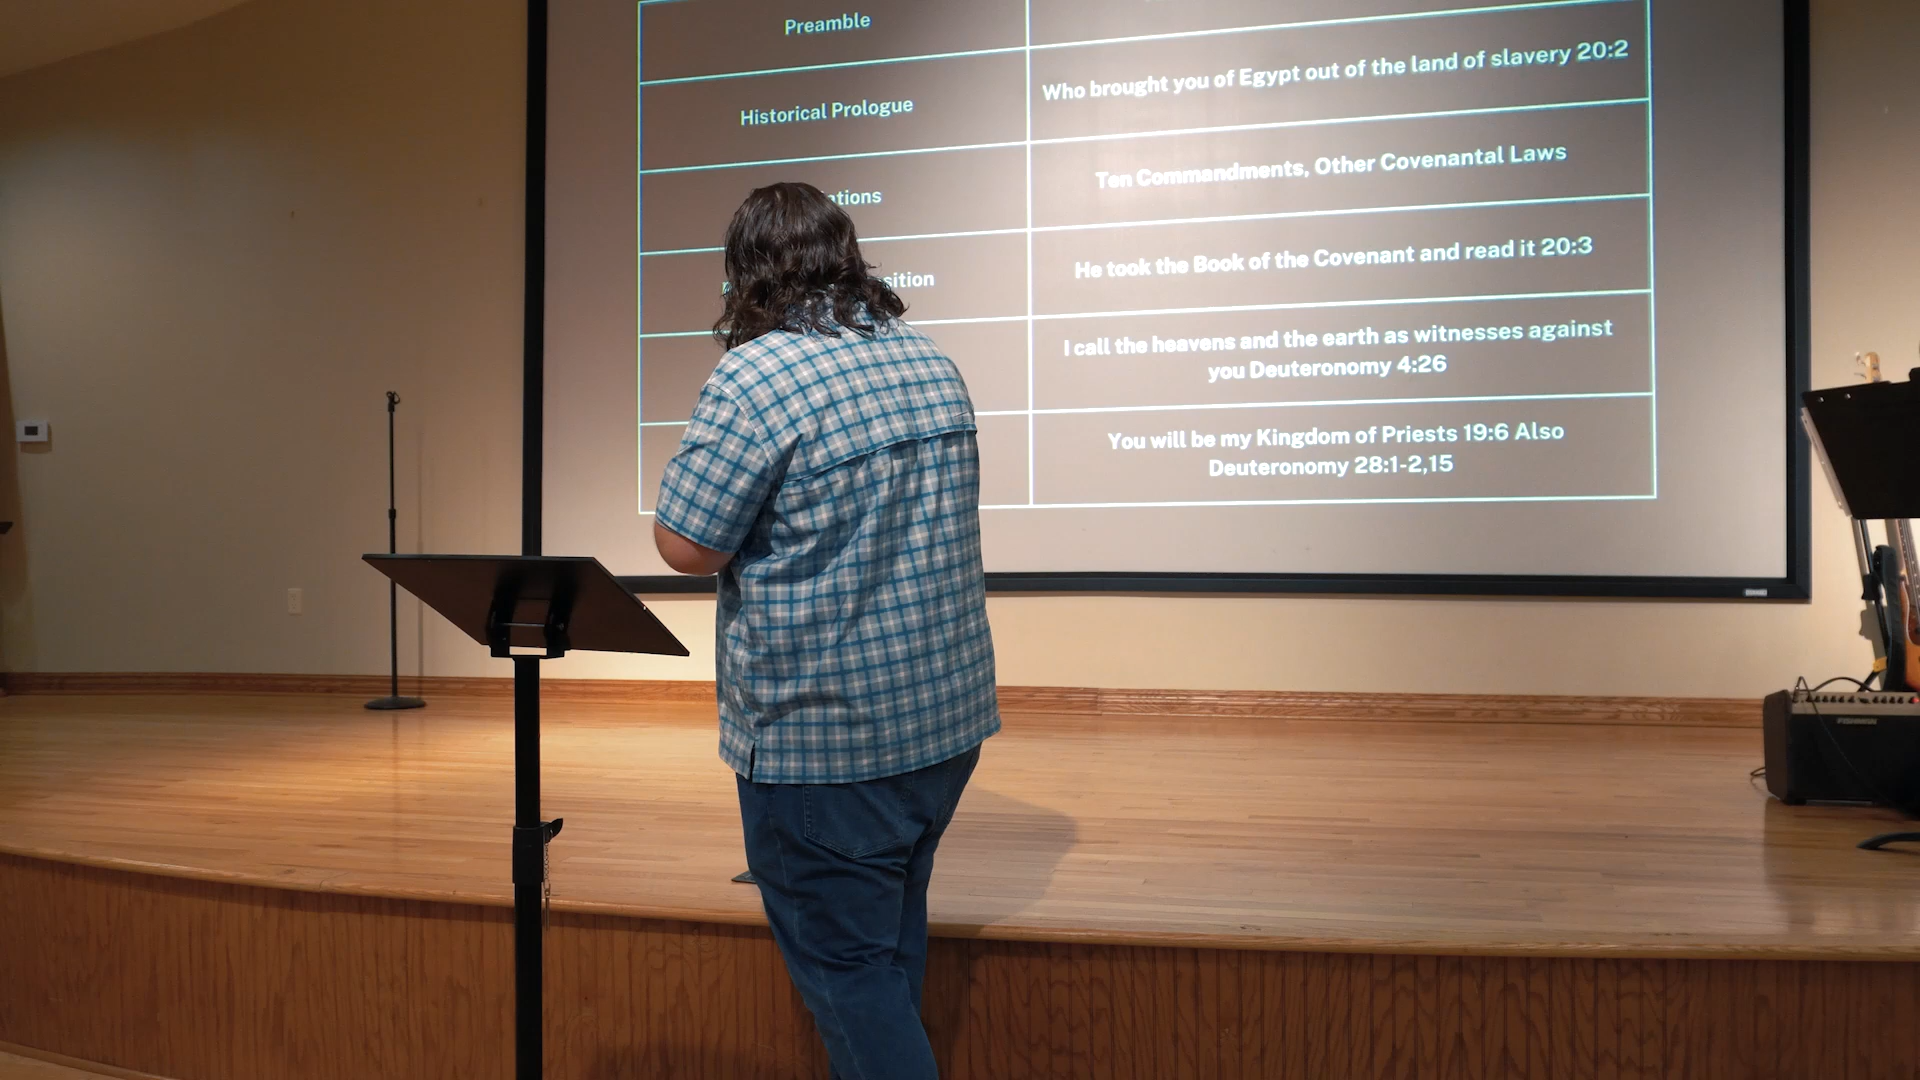 Preamble
Who brought you of Egypt out of the land of slavery 20:2
Historical Prologue
Ten Commandments, Other Covenantal Laws
He took the Book of the Covenant and read it 20:3
I call the heavens and the earth as witnesses against
you Deuteronomy 4:26
You will be my Kingdom of Priests 19:6 Also
Deuteronomy 28:1-2,15
FISHMAN